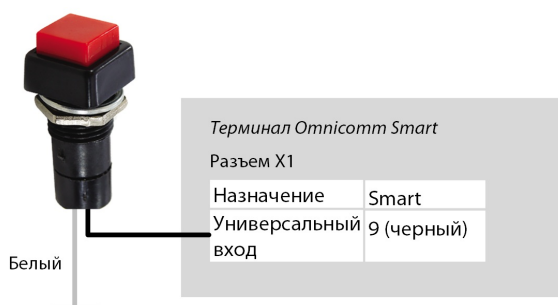 Терминал Omnicomm Smart
Разъем X1
Назначение Smart
Универсальный 9 (черный)
вход
Белый